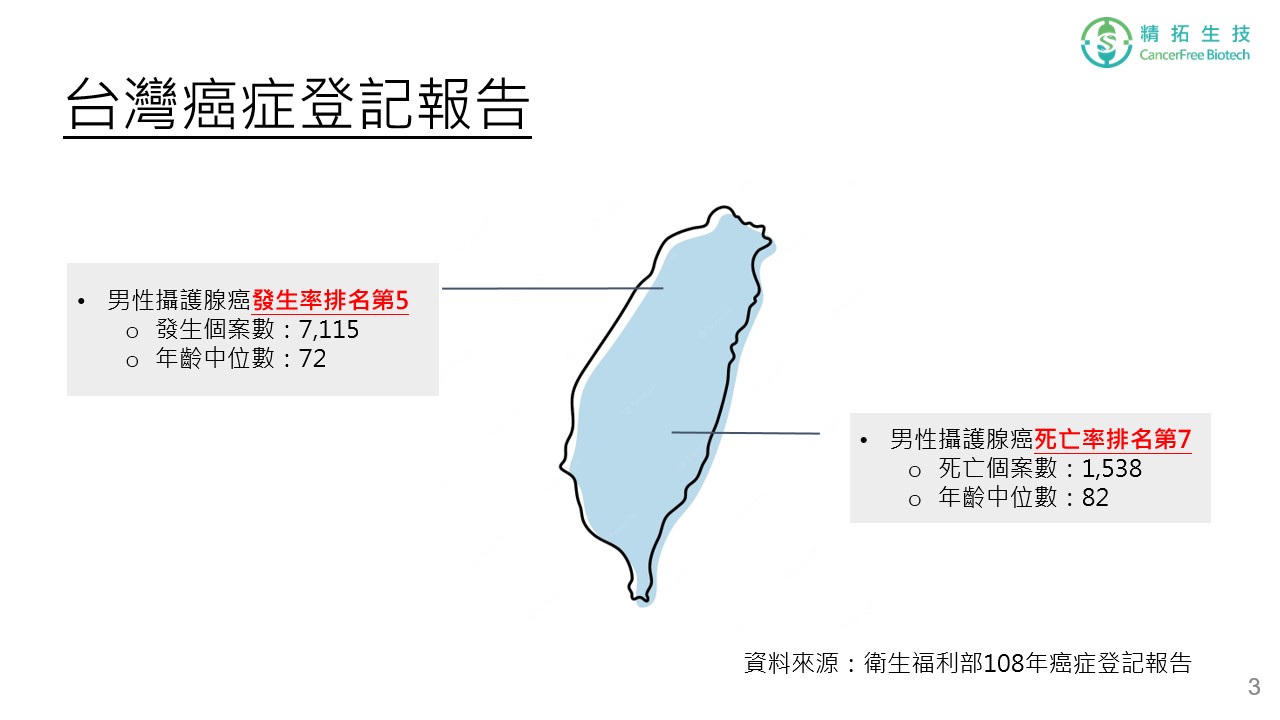 精拓生技
CancerFree Biotech
台灣癌症登記報告
• 男性攝護腺癌發生率排名第5
o 發生個案數：7,115
o 年齡中位數：72
• 男性攝護腺癌死亡率排名第7
o 死亡個案數：1,538
o 年齡中位數：82
資料來源：衛生福利部108年癌症登記報告
3